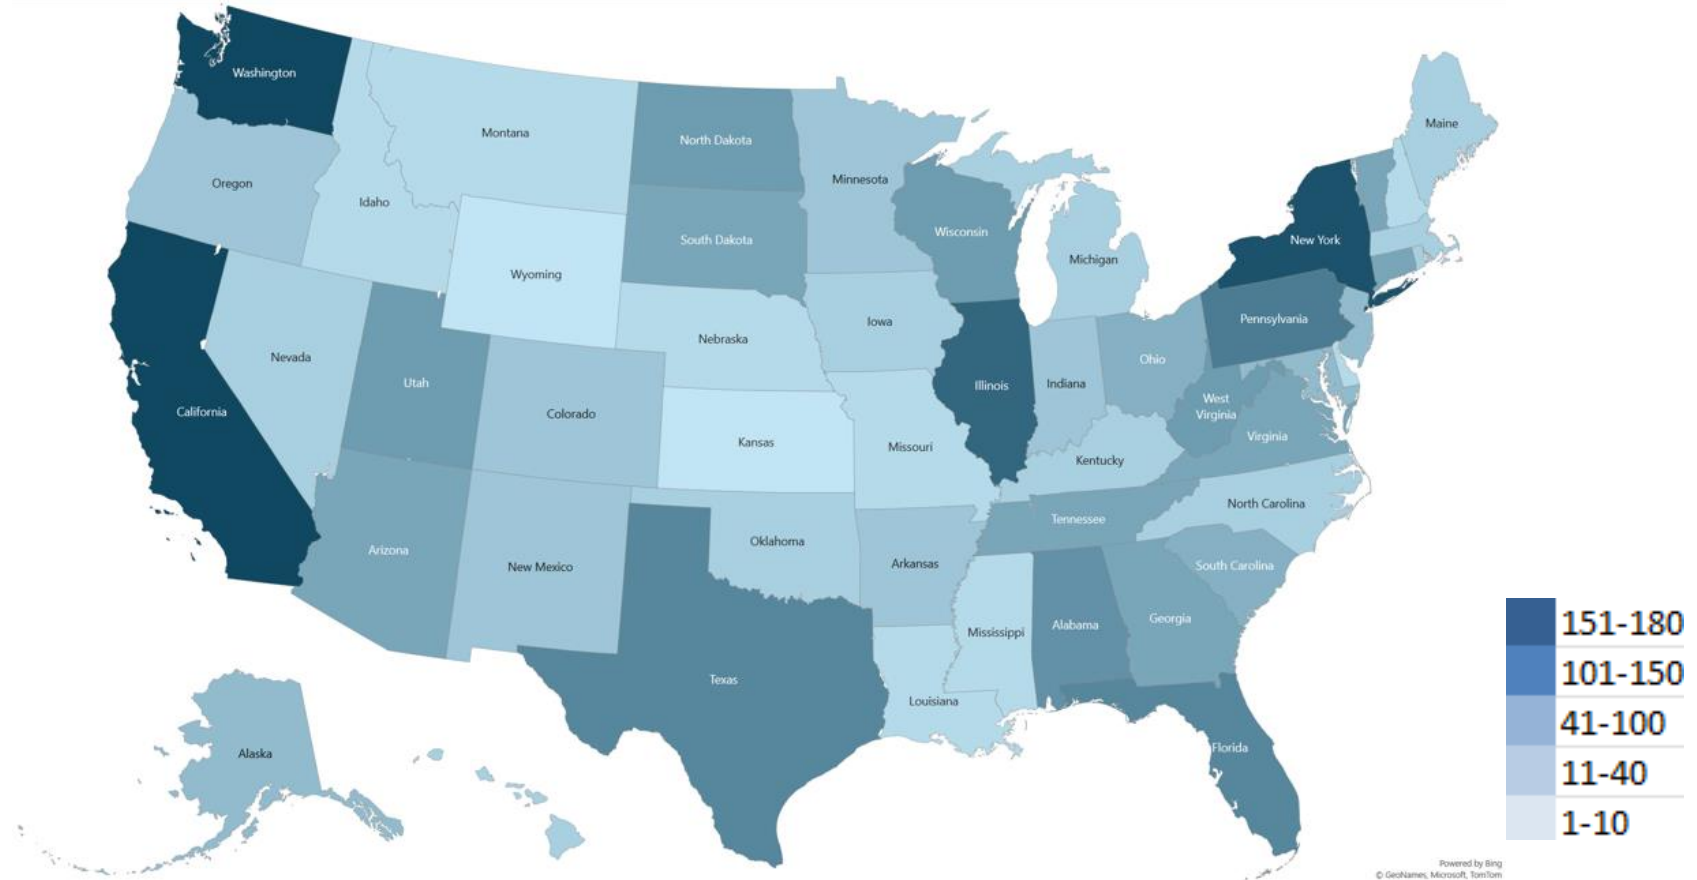 Washington
Maine
Montana
North Dakota
Minnesota
Oregon
Idaho
South Dakota
Wisconsin
New York
Michigan
Wyoming
Pennsylvania
Iowa
Nebraska
Nevada
Ohio
Utah
Illinois
Indiana
West
Virginia
California
Colorado
Kansas
Virginia
Missouri
Kentucky
North Carolina
Tennessee
Oklahoma
Arizona
New Mexico
Arkansas
South Carolina
Georgia
Alabama
Mississippi
Texas
Louisiana
Florida
Alaska
151-180
101-150
41-100
11-40
1-10
Powered by Bing
© GeoNames, Microsoft, TomTom